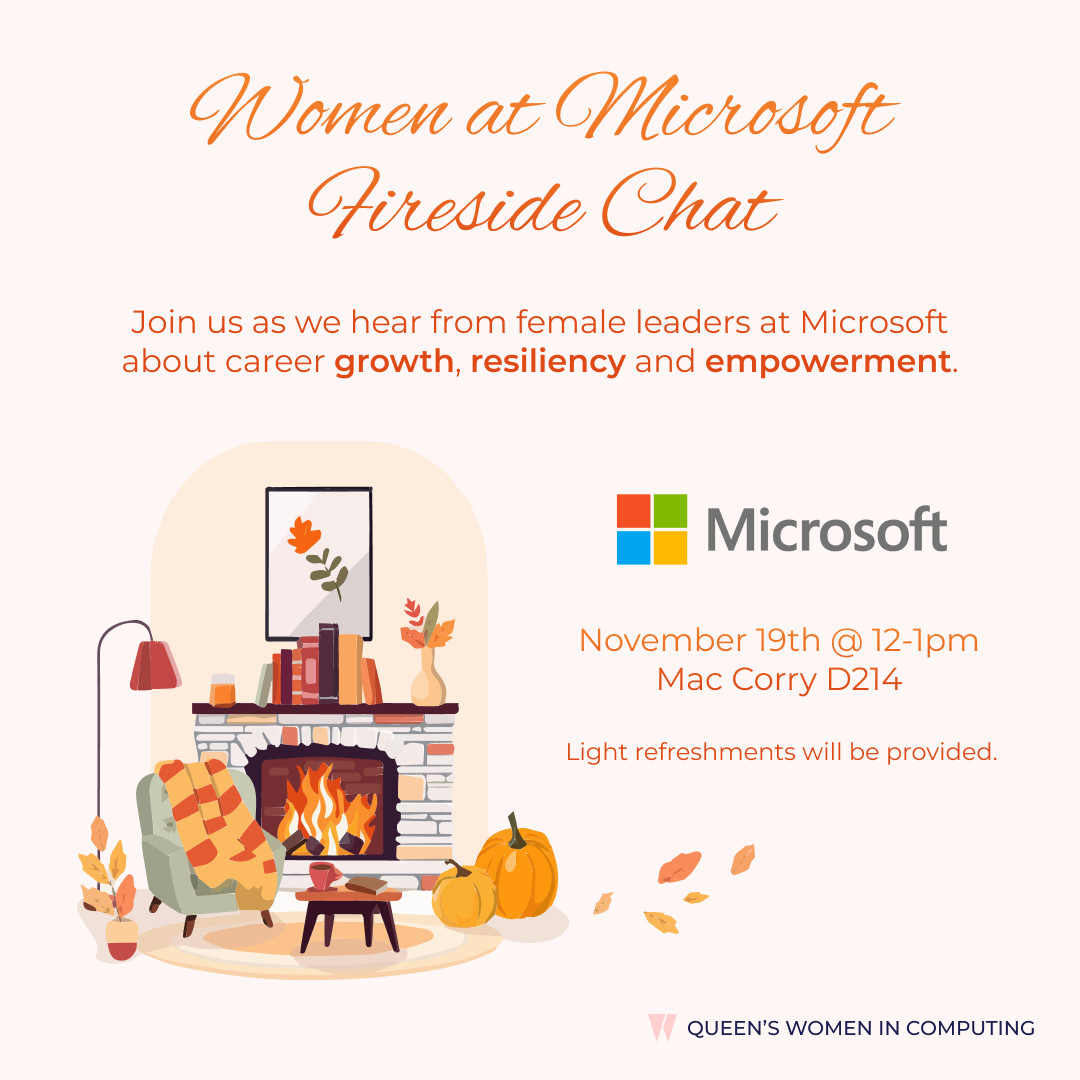 Women at Microsoft
Fireside Chat
Join us as we hear from female leaders at Microsoft
about career growth, resiliency and empowerment.
Microsoft
November 19th @ 12-1pm
Mac Corry D214
Light refreshments will be provided.
QUEEN'S WOMEN IN COMPUTING